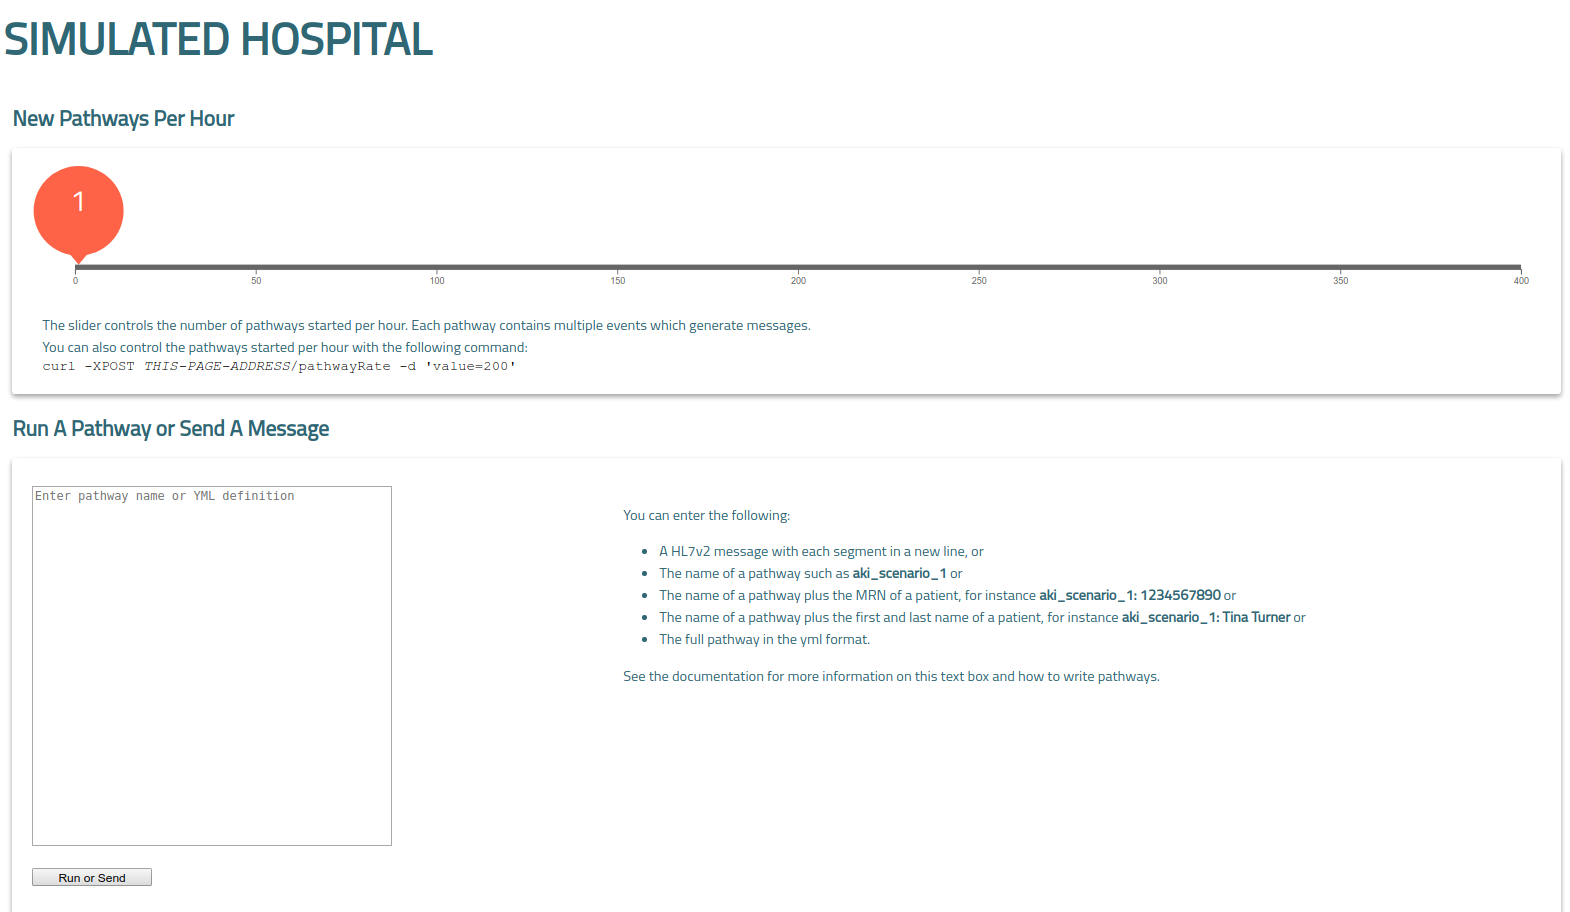 SIMULATED HOSPITAL
New Pathways Per Hour
1
0 50 100 150 200 250 300 350 400
The slider controls the number of pathways started per hour. Each pathway contains multiple events which generate messages.
You can also control the pathways started per hour with the following command:
curl -XPOST THIS-PAGE-ADDRESS/pathwayRate -d 'value=200'
Run A Pathway or Send A Message
Enter pathway name or YML definition
You can enter the following:
• A HL7v2 message with each segment in a new line, or
• The name of a pathway such as aki_scenario_1 or
• The name of a pathway plus the MRN of a patient, for instance aki_scenario_1: 1234567890 or
• The name of a pathway plus the first and last name of a patient, for instance aki_scenario_1: Tina Turner or
• The full pathway in the yml format.
See the documentation for more information on this text box and how to write pathways.
Run or Send